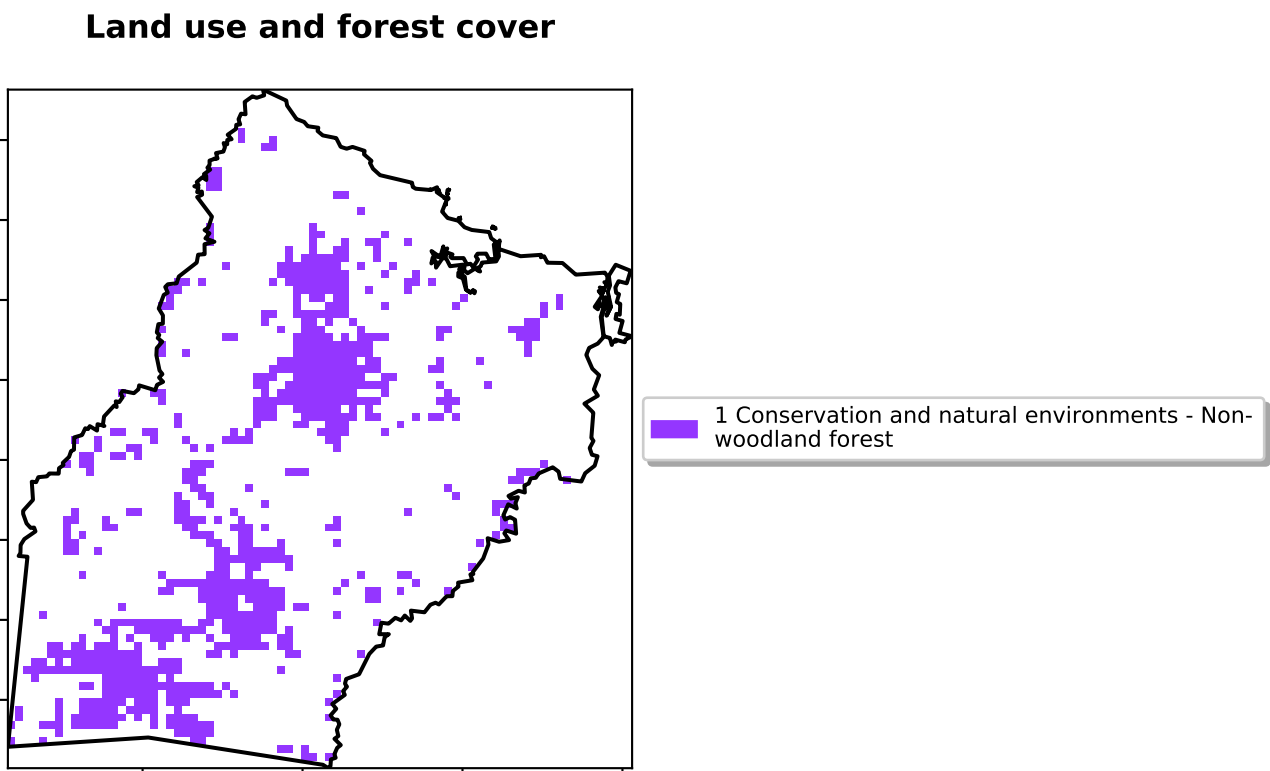 Land use and forest cover
1 Conservation and natural environments - Non-
woodland forest